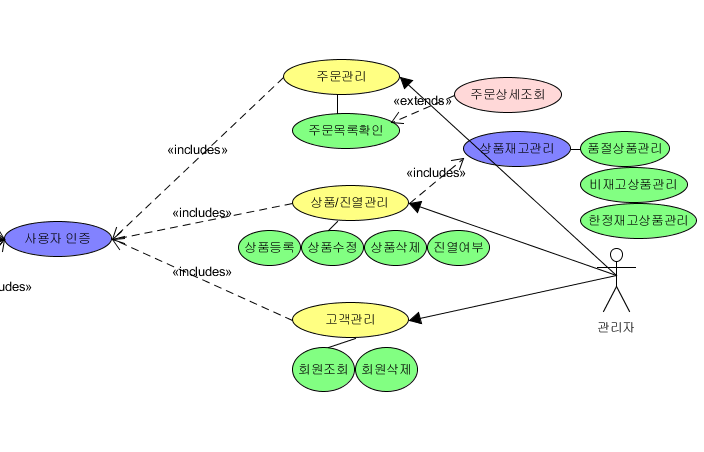 주문관리
«extends»
주문상세조회
주문목록확인
«includes»
상품재고관리
품절상품관리
«includes»
비재고상품관리
상품/진열관리
«includes»
한정재고상품관리
사용자 인증
상품등록
상품수정
상품삭제
진열여부
«includes»
udes»
고객관리
관리자
회원조회
회원삭제